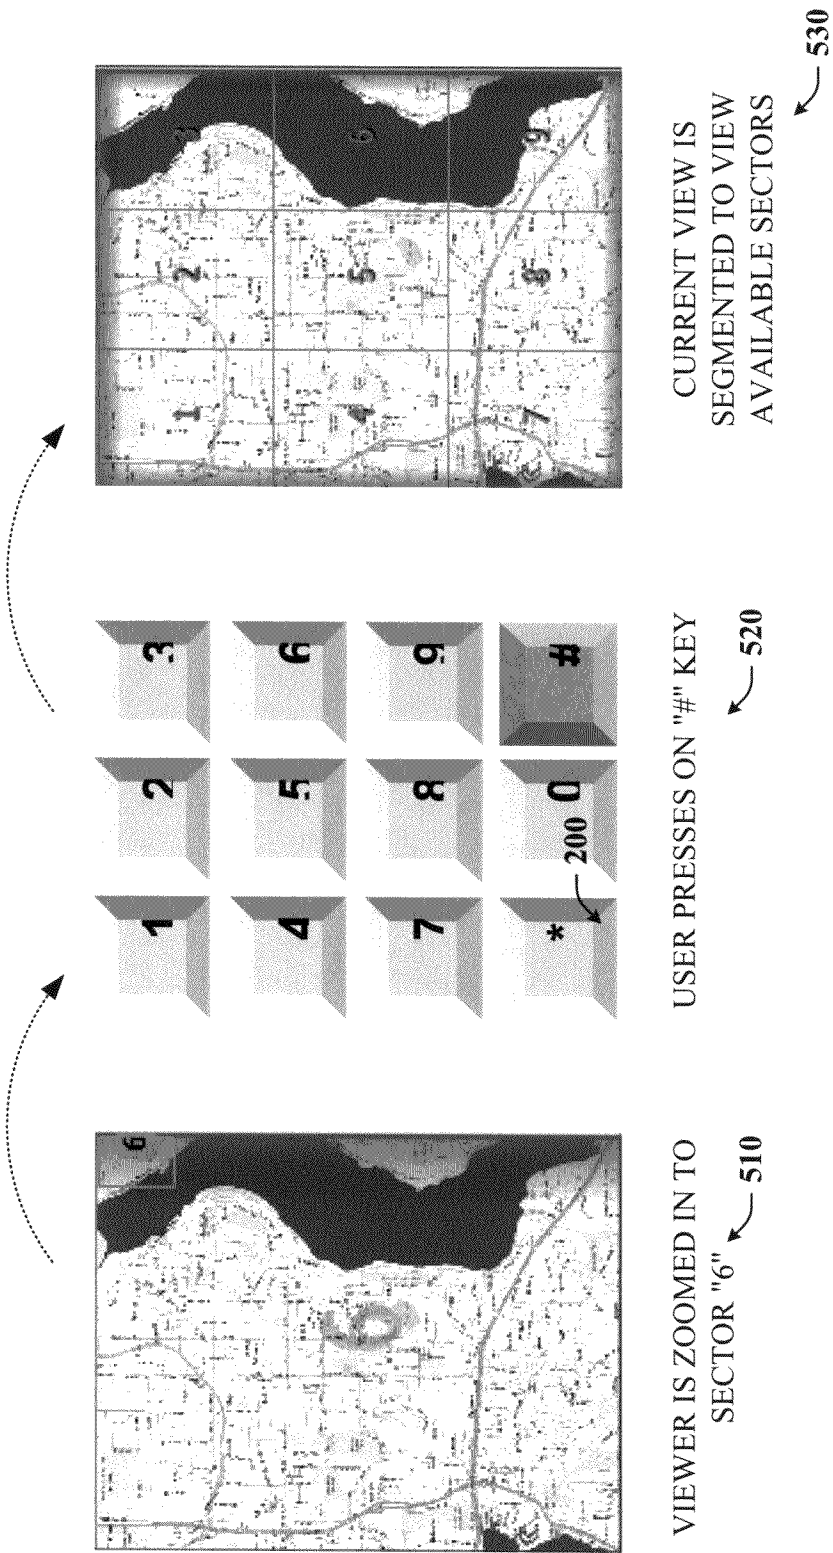 6
6
VIEWER IS ZOOMED IN TO
SECTOR "6"
510
1 2 3
4 5 6
7 8 9
* 0 #
200
USER PRESSES ON "#" KEY
520
1 2 3
4 5 6
7 8 9
CURRENT VIEW IS
SEGMENTED TO VIEW
AVAILABLE SECTORS
530